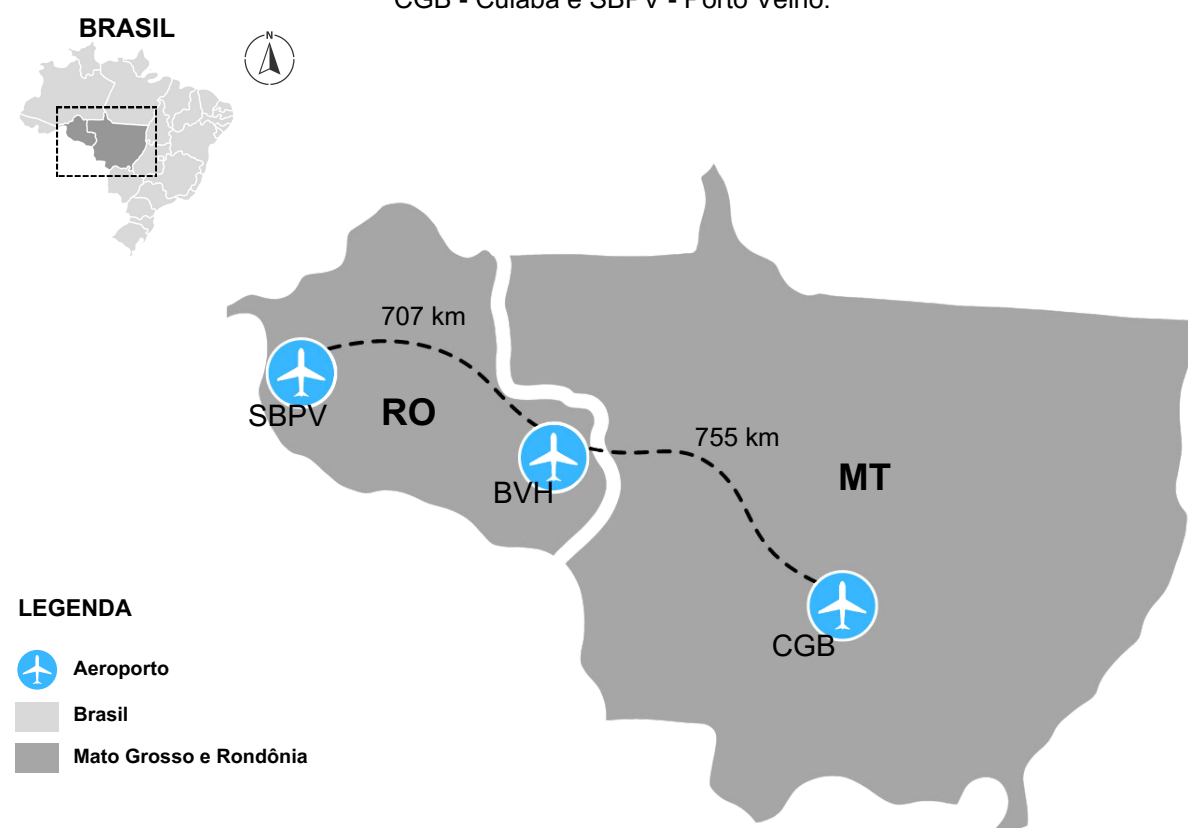 CGB - Cuiabá e SBPV - Porto Velho.
BRASIL
N
707 km
SBPV
RO
755 km
BVH
MT
CGB
LEGENDA
Aeroporto
Brasil
Mato Grosso e Rondônia